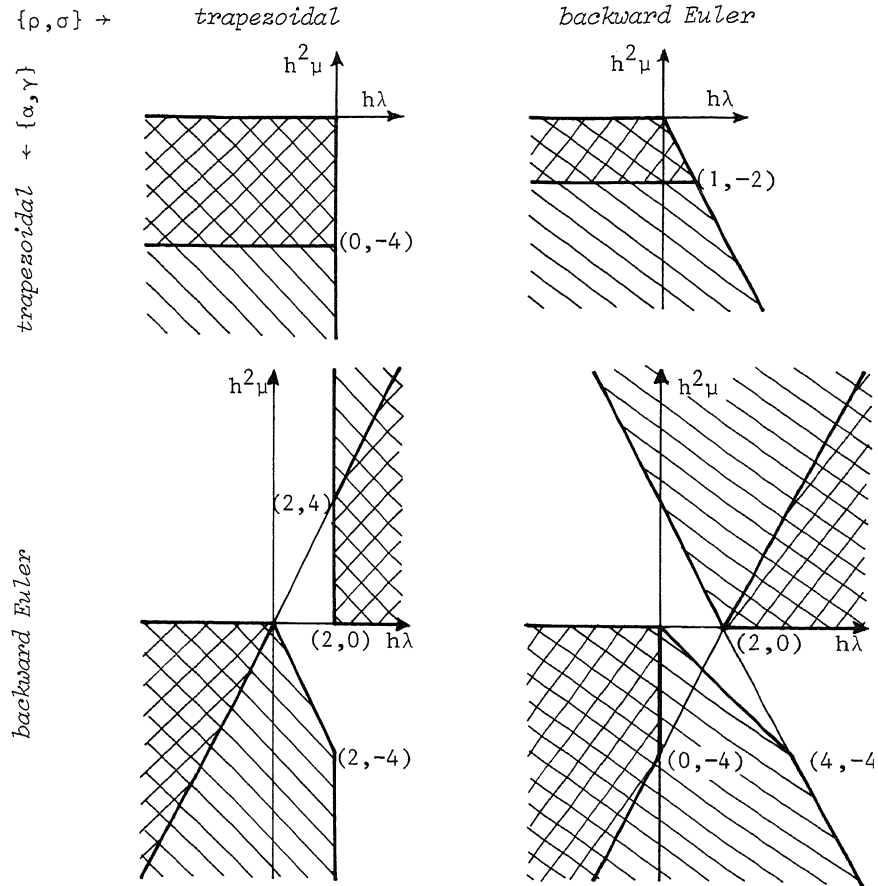 {ρ,σ} → trapezoidal backward Euler
trapezoidal ← {α,γ}
h²μ
hλ
(0,-4)
h²μ
hλ
(1,-2)
backward Euler
h²μ
(2,4)
(2,0) hλ
(2,-4)
h²μ
(2,0) hλ
(0,-4) (4,-4